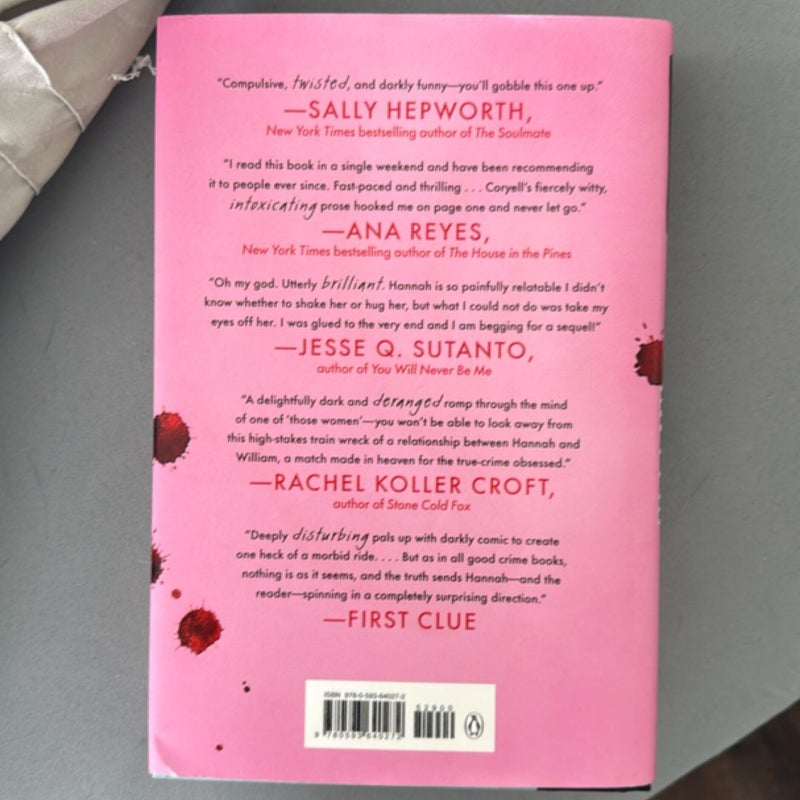 “Compulsive, twisted, and darkly funny—you’ll gobble this one up.”
—SALLY HEPWORTH,
New York Times bestselling author of The Soulmate
“I read this book in a single weekend and have been recommending
it to people ever since. Fast-paced and thrilling . . . Coryell’s fiercely witty,
intoxicating prose hooked me on page one and never let go.”
—ANA REYES,
New York Times bestselling author of The House in the Pines
“Oh my god. Utterly brilliant. Hannah is so painfully relatable I didn’t
know whether to shake her or hug her, but what I could not do was take my
eyes off her. I was glued to the very end and I am begging for a sequel!”
—JESSE Q. SUTANTO,
author of You Will Never Be Me
“A delightfully dark and deranged romp through the mind
of one of ‘those women’—you won’t be able to look away from
this high-stakes train wreck of a relationship between Hannah and
William, a match made in heaven for the true-crime obsessed.”
—RACHEL KOLLER CROFT,
author of Stone Cold Fox
“Deeply disturbing pals up with darkly comic to create
one heck of a morbid ride. . . . But as in all good crime books,
nothing is as it seems, and the truth sends Hannah—and the
reader—spinning in a completely surprising direction.”
—FIRST CLUE
ISBN 978-0-593-64027-2
52900
9 780593 640272